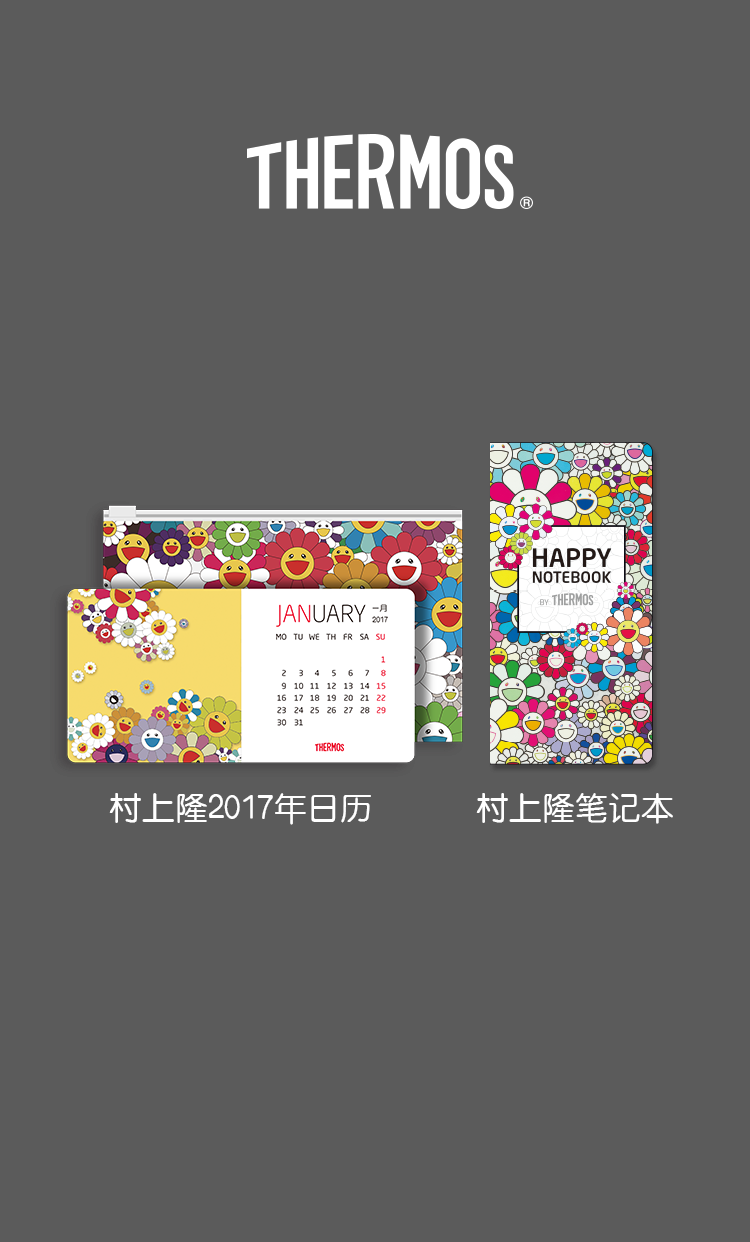 THERMOS®
HAPPY
NOTEBOOK
BY THERMOS
JANUARY 一月
2017
MO TU WE TH FR SA SU
1
2 3 4 5 6 7 8
9 10 11 12 13 14 15
16 17 18 19 20 21 22
23 24 25 26 27 28 29
30 31
THERMOS
村上隆2017年日历
村上隆笔记本